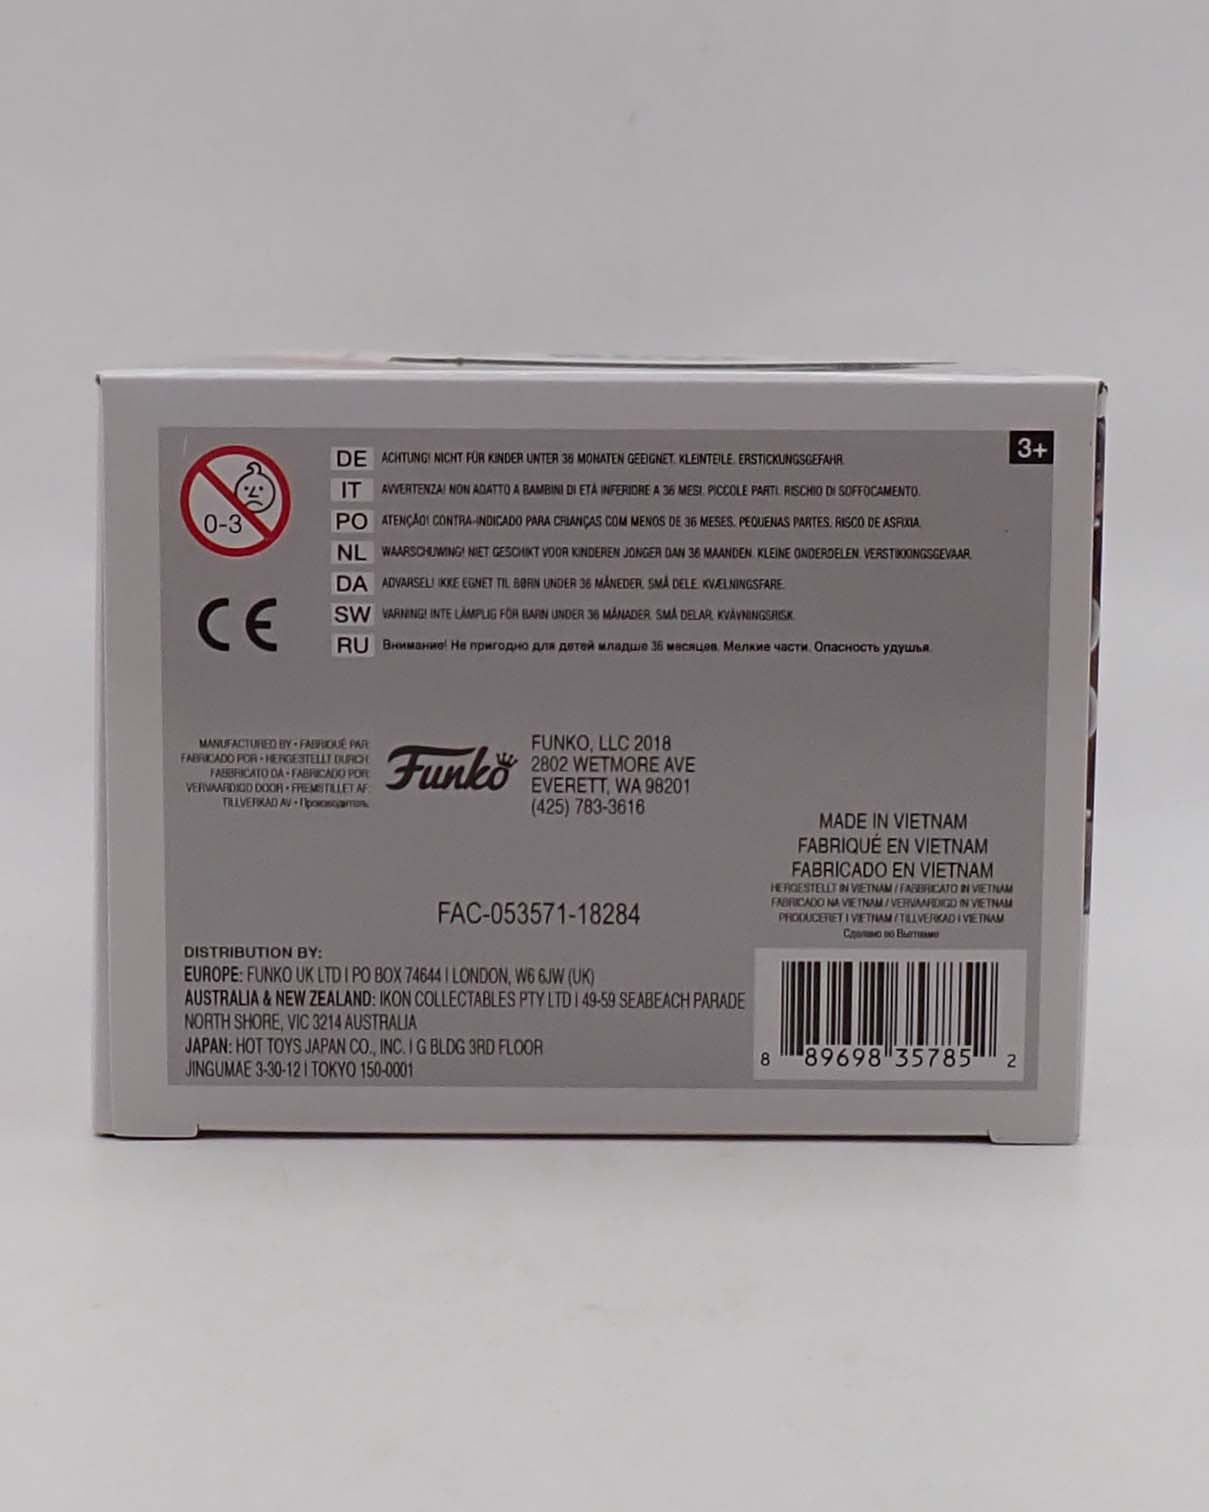 3+
0-3
DE ACHTUNG! NICHT FÜR KINDER UNTER 36 MONATEN GEEIGNET. KLEINTEILE. ERSTICKUNGSGEFAHR.
IT AVVERTENZA! NON ADATTO A BAMBINI DI ETÀ INFERIORE A 36 MESI. PICCOLE PARTI. RISCHIO DI SOFFOCAMENTO.
PO ATENÇÃO! CONTRA-INDICADO PARA CRIANÇAS COM MENOS DE 36 MESES. PEQUENAS PARTES. RISCO DE ASFIXIA.
NL WAARSCHUWING! NIET GESCHIKT VOOR KINDEREN JONGER DAN 36 MAANDEN. KLEINE ONDERDELEN. VERSTIKKINGSGEVAAR.
DA ADVARSEL! IKKE EGNET TIL BØRN UNDER 36 MÅNEDER. SMÅ DELE. KVÆLNINGSFARE.
SW VARNING! INTE LÄMPLIG FÖR BARN UNDER 36 MÅNADER. SMÅ DELAR. KVÄVNINGSRISK.
RU Внимание! Не пригодно для детей младше 36 месяцев. Мелкие части. Опасность удушья.
CE
MANUFACTURED BY • FABRIQUÉ PAR:
FABRICADO POR • HERGESTELLT DURCH:
FABBRICATO DA • FABRICADO POR:
VERVAARDIGD DOOR • FREMSTILLET AF:
TILLVERKAD AV • Производитель:
Funko
FUNKO, LLC 2018
2802 WETMORE AVE
EVERETT, WA 98201
(425) 783-3616
MADE IN VIETNAM
FABRIQUÉ EN VIETNAM
FABRICADO EN VIETNAM
HERGESTELLT IN VIETNAM / FABBRICATO IN VIETNAM
FABRICADO NA VIETNAM / VERVAARDIGD IN VIETNAM
PRODUCERET I VIETNAM / TILLVERKAD I VIETNAM
Сделано во Вьетнаме
FAC-053571-18284
DISTRIBUTION BY:
EUROPE: FUNKO UK LTD I PO BOX 74644 I LONDON, W6 6JW (UK)
AUSTRALIA & NEW ZEALAND: IKON COLLECTABLES PTY LTD I 49-59 SEABEACH PARADE
NORTH SHORE, VIC 3214 AUSTRALIA
JAPAN: HOT TOYS JAPAN CO., INC. I G BLDG 3RD FLOOR
JINGUMAE 3-30-12 I TOKYO 150-0001
8 89698 35785 2